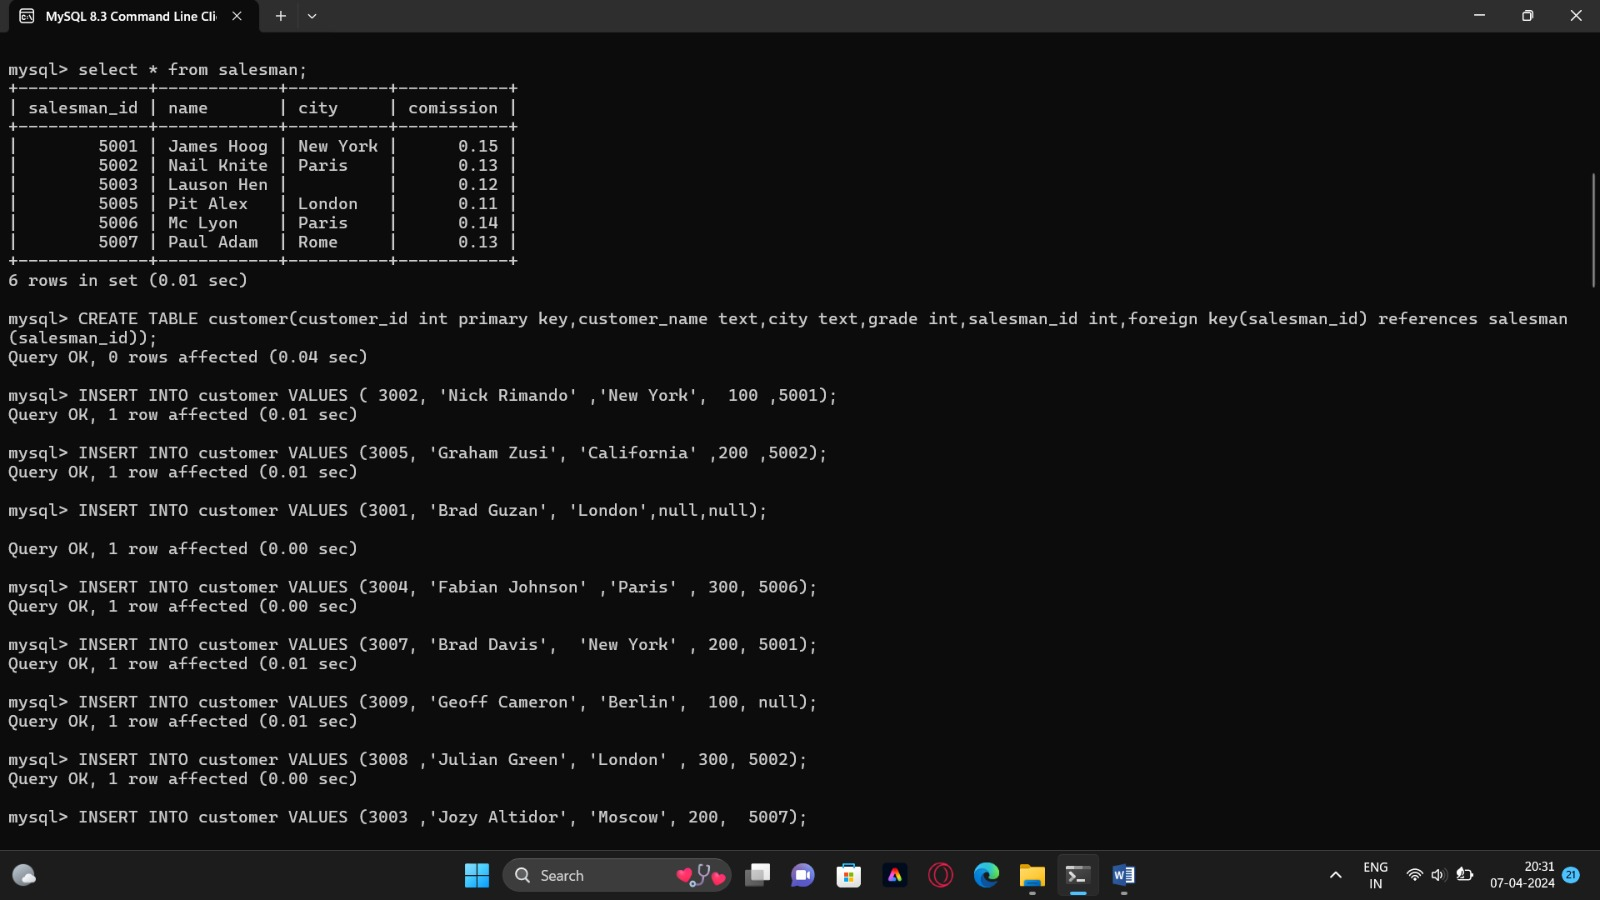 MySQL 8.3 Command Line Cli
mysql> select * from salesman;
+-------------+------------+----------+-----------+
| salesman_id | name       | city     | comission |
+-------------+------------+----------+-----------+
|        5001 | James Hoog | New York |      0.15 |
|        5002 | Nail Knite | Paris    |      0.13 |
|        5003 | Lauson Hen |          |      0.12 |
|        5005 | Pit Alex   | London   |      0.11 |
|        5006 | Mc Lyon    | Paris    |      0.14 |
|        5007 | Paul Adam  | Rome     |      0.13 |
+-------------+------------+----------+-----------+
6 rows in set (0.01 sec)
mysql> CREATE TABLE customer(customer_id int primary key,customer_name text,city text,grade int,salesman_id int,foreign key(salesman_id) references salesman
(salesman_id));
Query OK, 0 rows affected (0.04 sec)
mysql> INSERT INTO customer VALUES ( 3002, 'Nick Rimando' ,'New York',  100 ,5001);
Query OK, 1 row affected (0.01 sec)
mysql> INSERT INTO customer VALUES (3005, 'Graham Zusi', 'California' ,200 ,5002);
Query OK, 1 row affected (0.01 sec)
mysql> INSERT INTO customer VALUES (3001, 'Brad Guzan', 'London',null,null);
Query OK, 1 row affected (0.00 sec)
mysql> INSERT INTO customer VALUES (3004, 'Fabian Johnson' ,'Paris' , 300, 5006);
Query OK, 1 row affected (0.00 sec)
mysql> INSERT INTO customer VALUES (3007, 'Brad Davis',  'New York' , 200, 5001);
Query OK, 1 row affected (0.01 sec)
mysql> INSERT INTO customer VALUES (3009, 'Geoff Cameron', 'Berlin',  100, null);
Query OK, 1 row affected (0.01 sec)
mysql> INSERT INTO customer VALUES (3008 ,'Julian Green', 'London' , 300, 5002);
Query OK, 1 row affected (0.00 sec)
mysql> INSERT INTO customer VALUES (3003 ,'Jozy Altidor', 'Moscow', 200,  5007);
Search
ENG
IN
20:31
07-04-2024
21